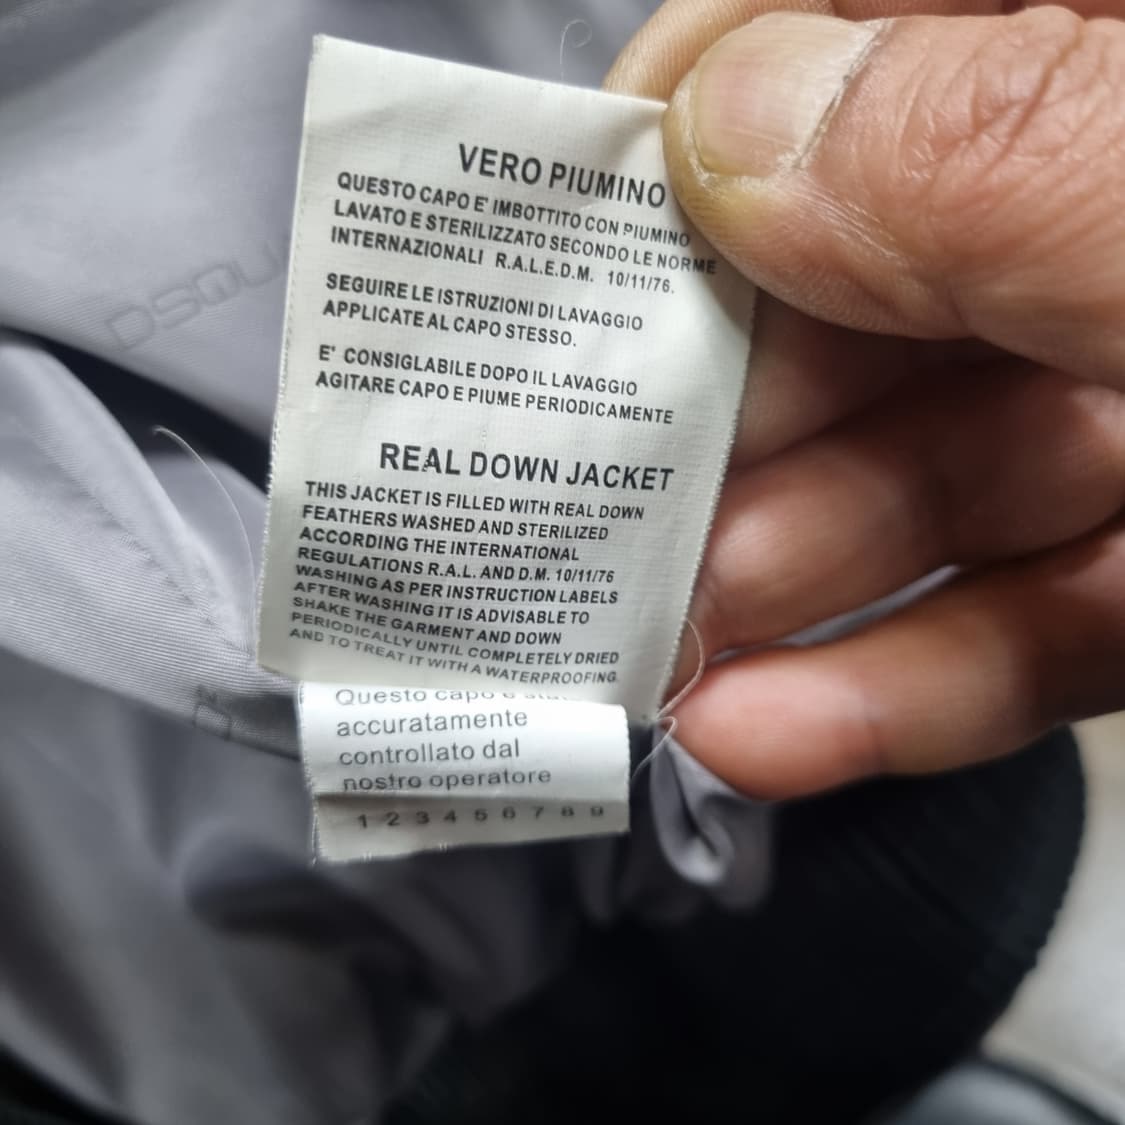 VERO PIUMINO
QUESTO CAPO E' IMBOTTITO CON PIUMINO
LAVATO E STERILIZZATO SECONDO LE NORME
INTERNAZIONALI R.A.L.E.D.M. 10/11/76.
SEGUIRE LE ISTRUZIONI DI LAVAGGIO
APPLICATE AL CAPO STESSO.
E' CONSIGLABILE DOPO IL LAVAGGIO
AGITARE CAPO E PIUME PERIODICAMENTE
REAL DOWN JACKET
THIS JACKET IS FILLED WITH REAL DOWN
FEATHERS WASHED AND STERILIZED
ACCORDING THE INTERNATIONAL
REGULATIONS R.A.L. AND D.M. 10/11/76
WASHING AS PER INSTRUCTION LABELS
AFTER WASHING IT IS ADVISABLE TO
SHAKE THE GARMENT AND DOWN
PERIODICALLY UNTIL COMPLETELY DRIED
AND TO TREAT IT WITH A WATERPROOFING.
Questo capo
accuratamente
controllato dal
nostro operatore
1 2 3 4 5 6 7 8 9
DSQU